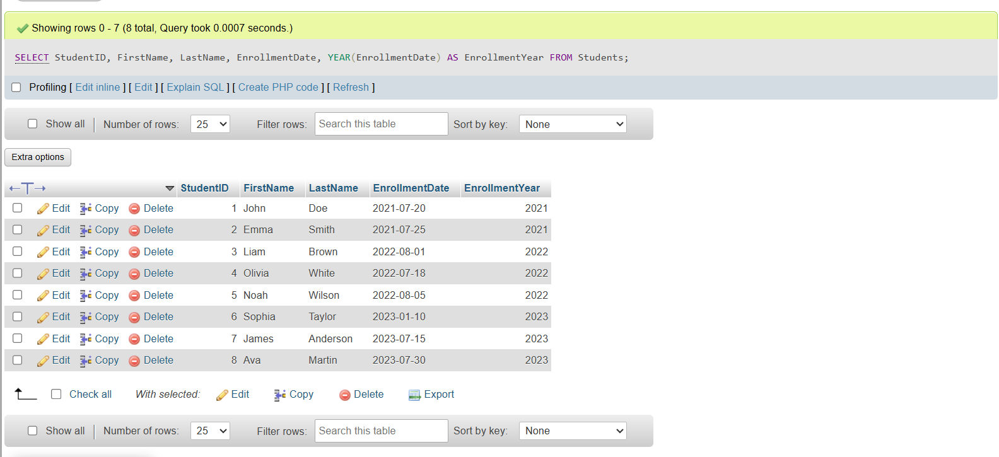 Showing rows 0 - 7 (8 total, Query took 0.0007 seconds.)
SELECT StudentID, FirstName, LastName, EnrollmentDate, YEAR(EnrollmentDate) AS EnrollmentYear FROM Students;
Profiling [ Edit inline ] [ Edit ] [ Explain SQL ] [ Create PHP code ] [ Refresh ]
Show all | Number of rows: 25 Filter rows: Search this table Sort by key: None
Extra options
StudentID FirstName LastName EnrollmentDate EnrollmentYear
Edit Copy Delete 1 John Doe 2021-07-20 2021
Edit Copy Delete 2 Emma Smith 2021-07-25 2021
Edit Copy Delete 3 Liam Brown 2022-08-01 2022
Edit Copy Delete 4 Olivia White 2022-07-18 2022
Edit Copy Delete 5 Noah Wilson 2022-08-05 2022
Edit Copy Delete 6 Sophia Taylor 2023-01-10 2023
Edit Copy Delete 7 James Anderson 2023-07-15 2023
Edit Copy Delete 8 Ava Martin 2023-07-30 2023
Check all With selected: Edit Copy Delete Export
Show all | Number of rows: 25 Filter rows: Search this table Sort by key: None